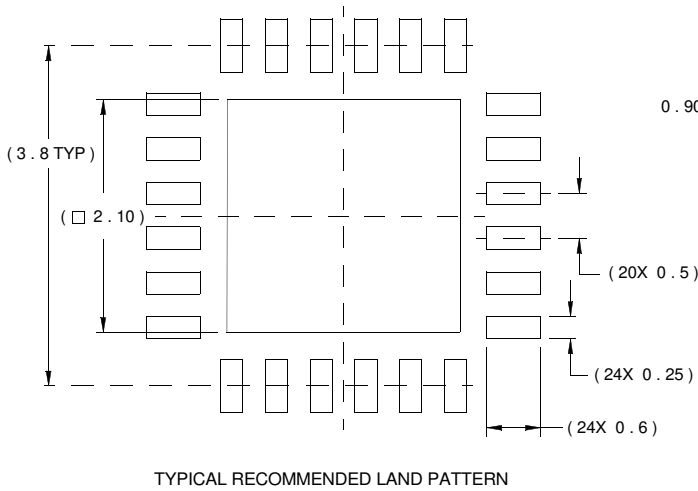 0.90
( 3 . 8 TYP )
( □ 2 . 10 )
( 20X 0 . 5 )
( 24X 0 . 25 )
( 24X 0 . 6 )
TYPICAL RECOMMENDED LAND PATTERN